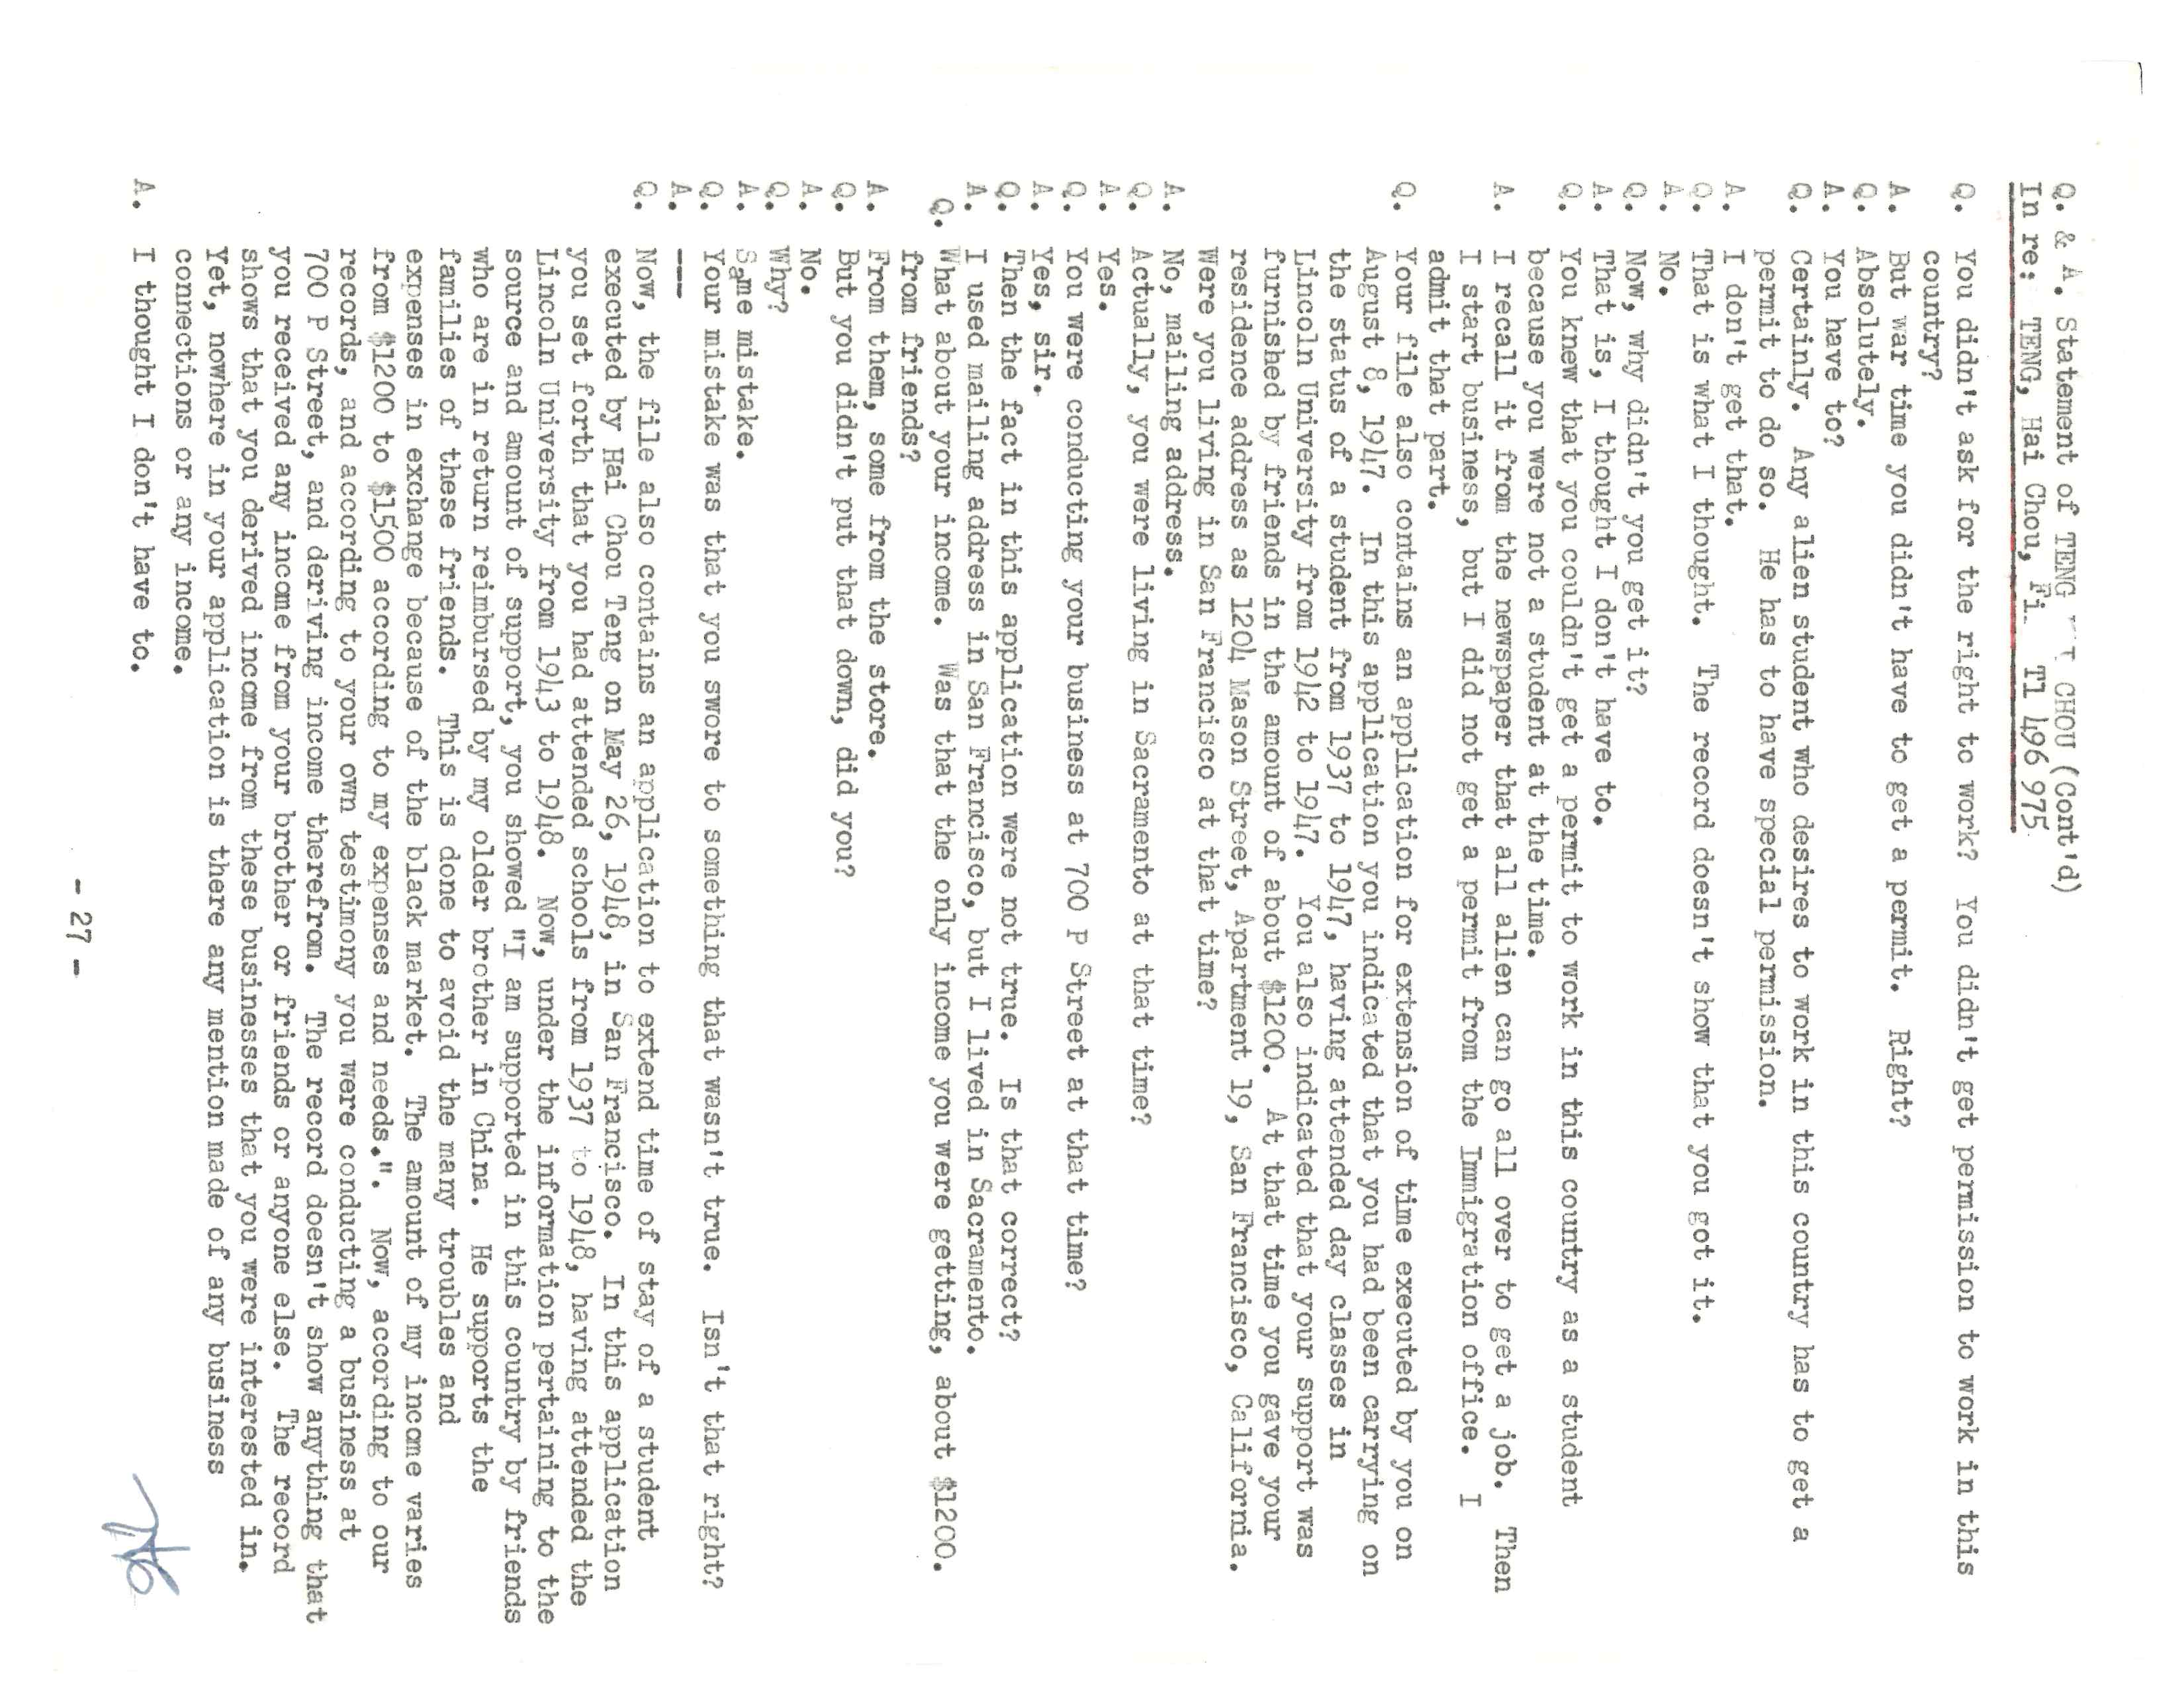 Q. & A. Statement of TENG CHOU (Cont'd)
In re: TENG, Hai Chou, T1 496 975
Q. You didn't ask for the right to work? You didn't get permission to work in this
country?
A. But war time you didn't have to get a permit. Right?
Q. Absolutely.
A. You have to?
Q. Certainly. Any alien student who desires to work in this country has to get a
permit to do so. He has to have special permission.
A. I don't get that.
Q. That is what I thought. The record doesn't show that you got it.
A. No.
Q. Now, why didn't you get it?
A. That is, I thought I don't have to.
Q. You knew that you couldn't get a permit to work in this country as a student
because you were not a student at the time.
A. I recall it from the newspaper that all alien can go all over to get a job. Then
I start business, but I did not get a permit from the Immigration office. I
admit that part.
Q. Your file also contains an application for extension of time executed by you on
August 8, 1947. In this application you indicated that you had been carrying on
the status of a student from 1937 to 1947, having attended day classes in
Lincoln University from 1942 to 1947. You also indicated that your support was
furnished by friends in the amount of about $1200. At that time you gave your
residence address as 1204 Mason Street, Apartment 19, San Francisco, California.
Were you living in San Francisco at that time?
A. No, mailing address.
Q. Actually, you were living in Sacramento at that time?
A. Yes.
Q. You were conducting your business at 700 P Street at that time?
A. Yes, sir.
Q. Then the fact in this application were not true. Is that correct?
A. I used mailing address in San Francisco, but I lived in Sacramento.
Q. What about your income. Was that the only income you were getting, about $1200.
from friends?
A. From them, some from the store.
Q. But you didn't put that down, did you?
A. No.
Q. Why?
A. Same mistake.
Q. Your mistake was that you swore to something that wasn't true. Isn't that right?
A. ---
Q. Now, the file also contains an application to extend time of stay of a student
executed by Hai Chou Teng on May 26, 1948, in San Francisco. In this application
you set forth that you had attended schools from 1937 to 1948, having attended the
Lincoln University from 1943 to 1948. Now, under the information pertaining to the
source and amount of support, you showed "I am supported in this country by friends
who are in return reimbursed by my older brother in China. He supports the
families of these friends. This is done to avoid the many troubles and
expenses in exchange because of the black market. The amount of my income varies
from $1200 to $1500 according to my expenses and needs.". Now, according to our
records, and according to your own testimony you were conducting a business at
700 P Street, and deriving income therefrom. The record doesn't show anything that
you received any income from your brother or friends or anyone else. The record
shows that you derived income from these businesses that you were interested in.
Yet, nowhere in your application is there any mention made of any business
connections or any income.
A. I thought I don't have to.
- 27 -